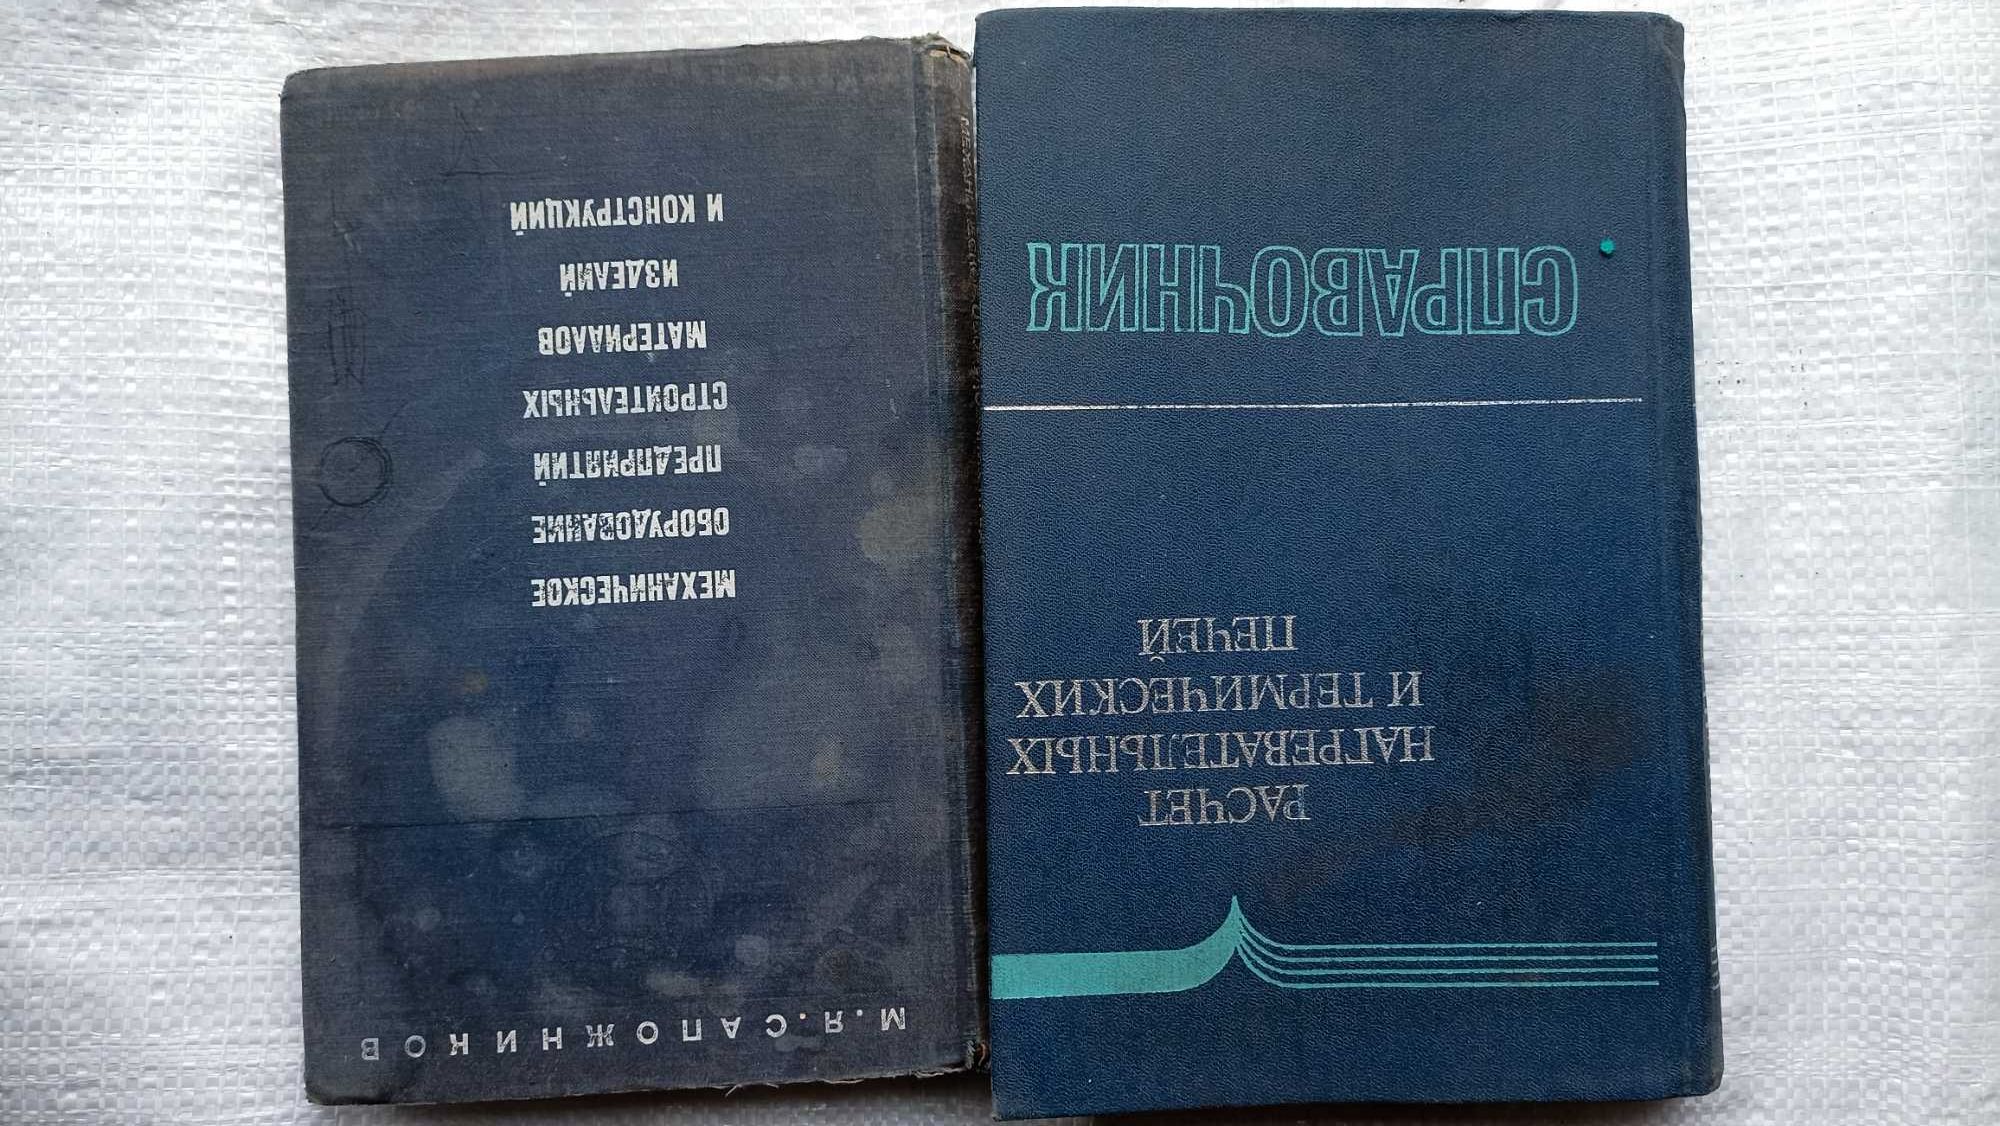 М.Я.САПОЖНИКОВ
МЕХАНИЧЕСКОЕ
ОБОРУДОВАНИЕ
ПРЕДПРИЯТИЙ
СТРОИТЕЛЬНЫХ
МАТЕРИАЛОВ
ИЗДЕЛИЙ
И КОНСТРУКЦИЙ
РАСЧЕТ
НАГРЕВАТЕЛЬНЫХ
И ТЕРМИЧЕСКИХ
ПЕЧЕЙ
СПРАВОЧНИК